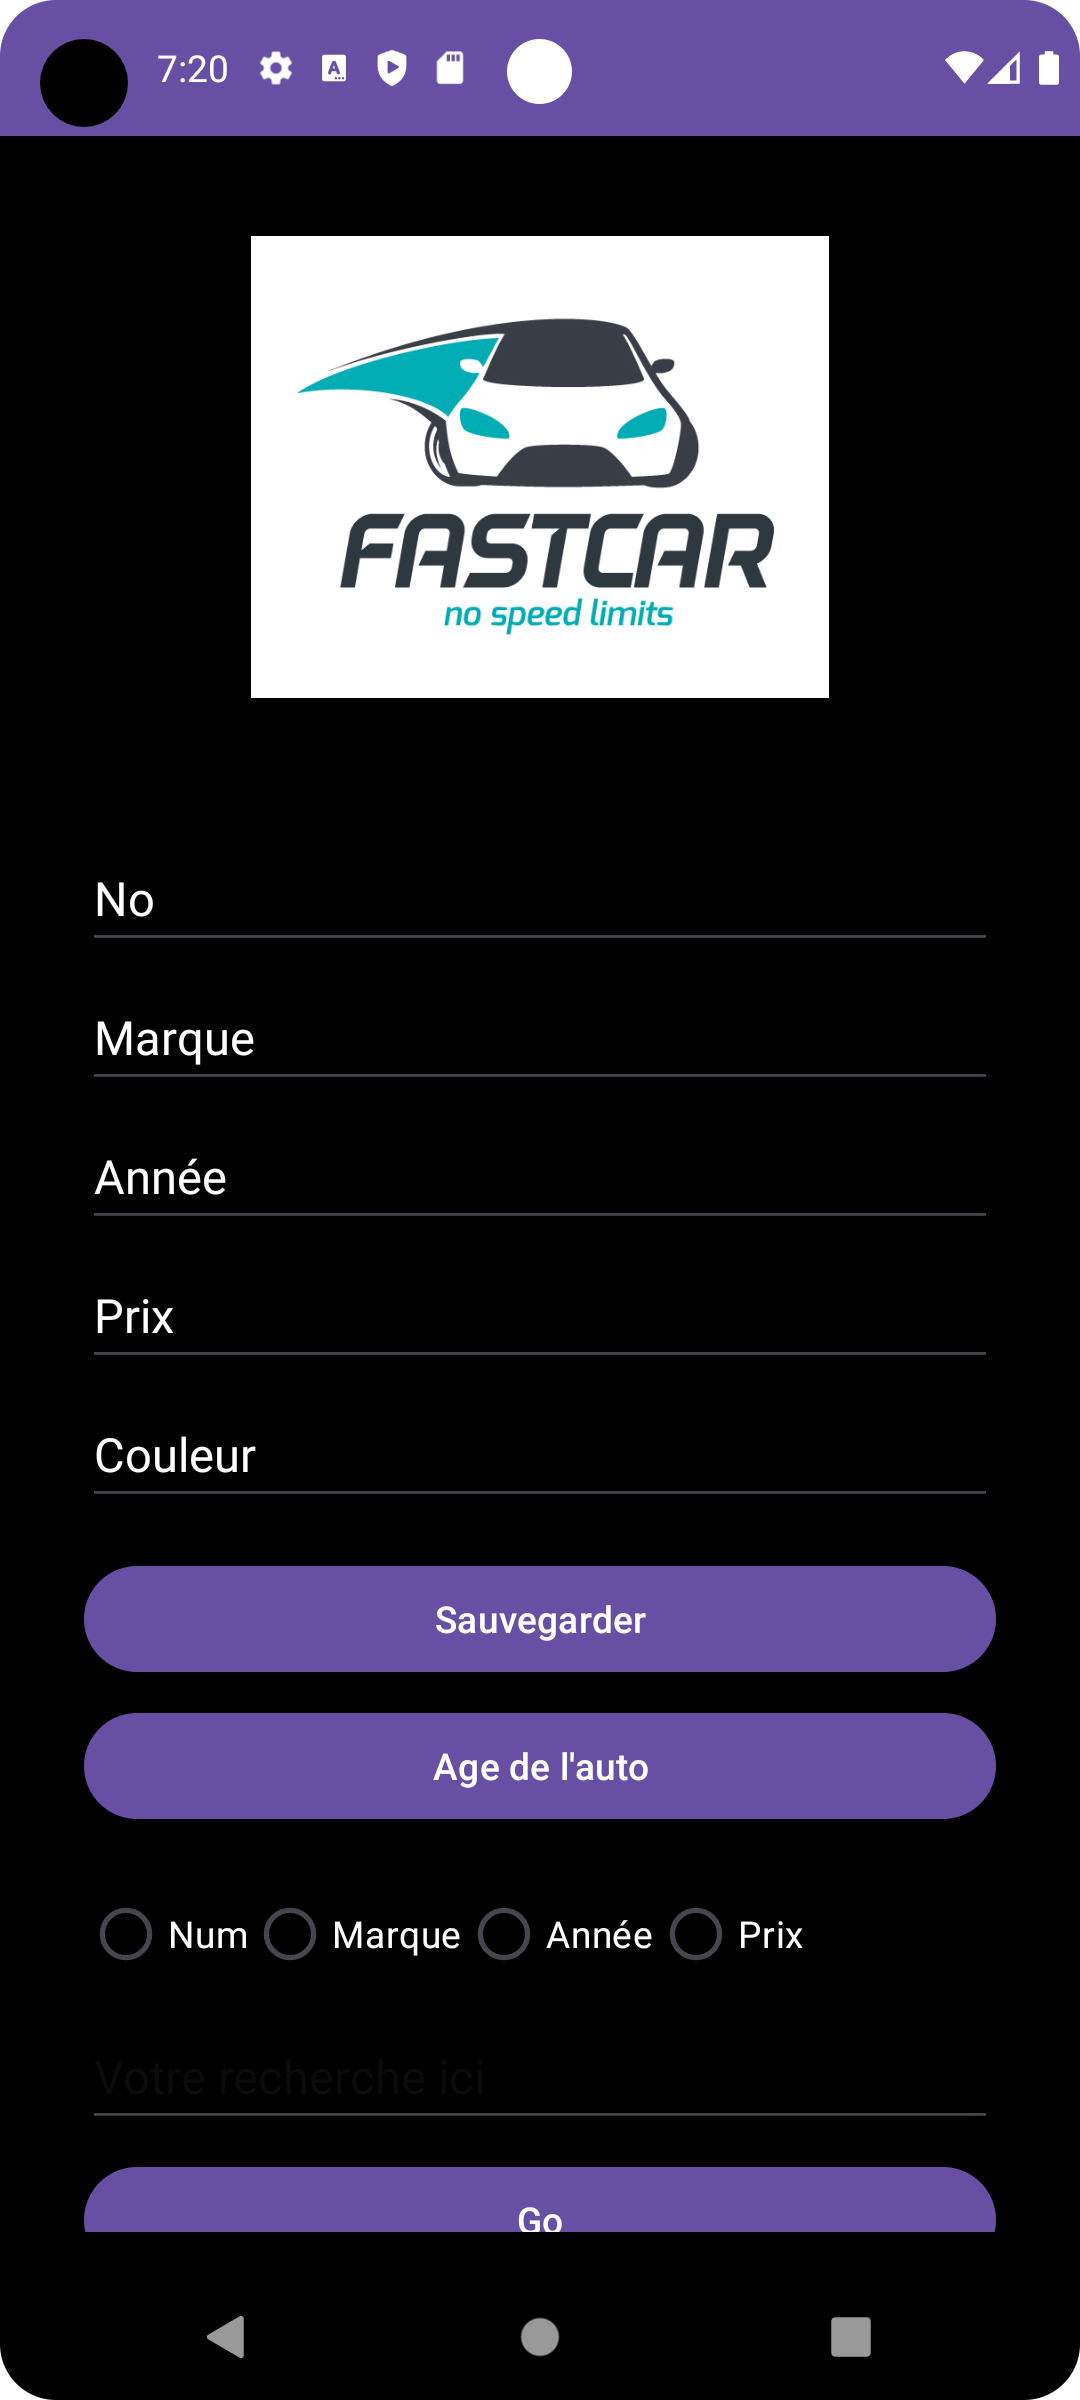 7:20
FASTCAR
no speed limits
No
Marque
Année
Prix
Couleur
Sauvegarder
Age de l'auto
Num Marque Année Prix
Votre recherche ici
Go